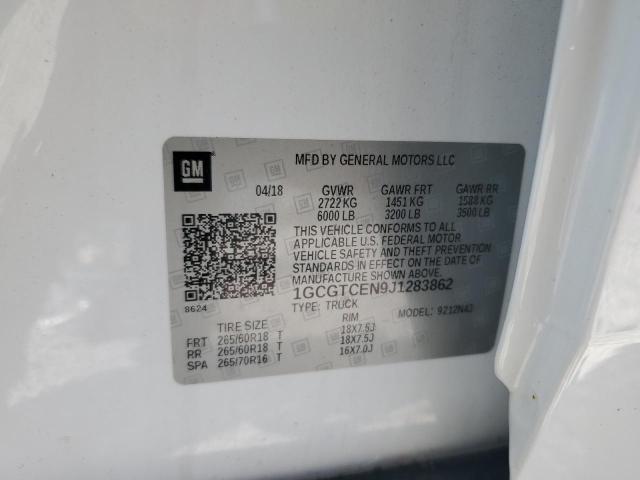 GM
MFD BY GENERAL MOTORS LLC
04/18 GVWR GAWR FRT GAWR RR
2722 KG 1451 KG 1588 KG
6000 LB 3200 LB 3500 LB
THIS VEHICLE CONFORMS TO ALL
APPLICABLE U.S. FEDERAL MOTOR
VEHICLE SAFETY AND THEFT PREVENTION
STANDARDS IN EFFECT ON THE DATE OF
MANUFACTURE SHOWN ABOVE.
1GCGTCEN9J1283862
8624 TYPE: TRUCK MODEL: 9212N43
TIRE SIZE RIM
FRT 265/60R18 T 18X7.5J
RR 265/60R18 T 18X7.5J
SPA 265/70R16 T 16X7.0J